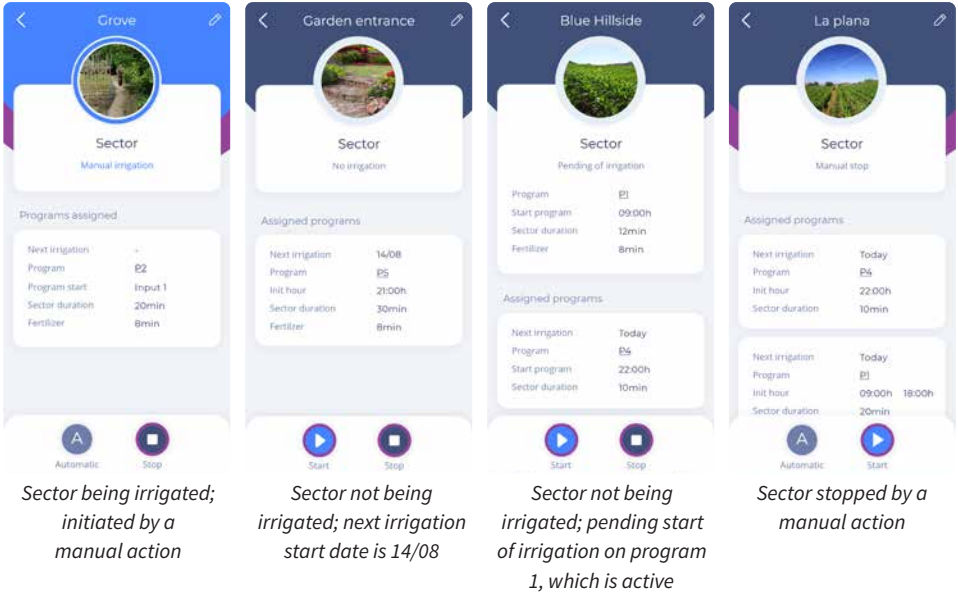 Grove
Sector
Manual irrigation
Programs assigned
Next irrigation -
Program P2
Program start Input 1
Sector duration 20min
Fertilizer 8min
A
Automatic Stop
Sector being irrigated;
initiated by a
manual action
Garden entrance
Sector
No irrigation
Assigned programs
Next irrigation 14/08
Program P5
Init hour 21:00h
Sector duration 30min
Fertilizer 8min
Start Stop
Sector not being
irrigated; next irrigation
start date is 14/08
Blue Hillside
Sector
Pending of irrigation
Program P1
Start program 09:00h
Sector duration 12min
Fertilizer 8min
Assigned programs
Next irrigation Today
Program P4
Start program 22:00h
Sector duration 10min
Start Stop
Sector not being
irrigated; pending start
of irrigation on program
1, which is active
La plana
Sector
Manual stop
Assigned programs
Next irrigation Today
Program P4
Init hour 22:00h
Sector duration 10min
Next irrigation Today
Program P1
Init hour 09:00h 18:00h
Sector duration 20min
A
Automatic Start
Sector stopped by a
manual action